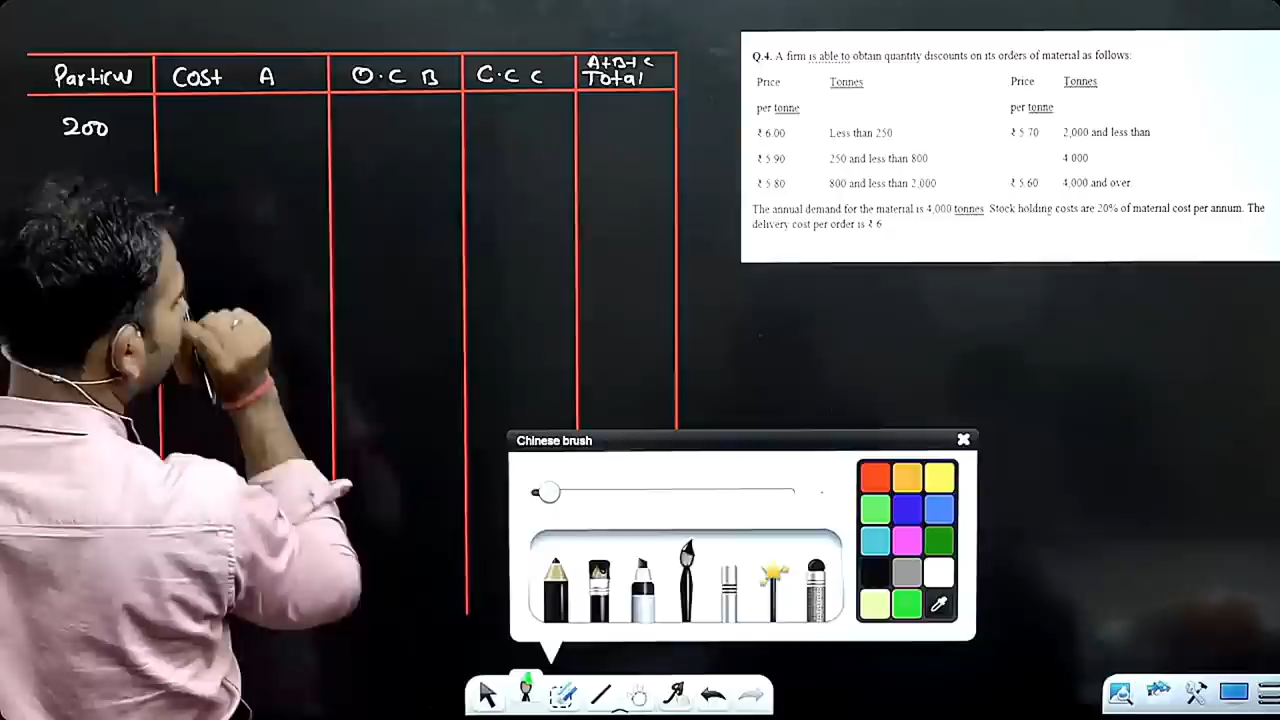 Particu Cost A O.C B C.C C A+B+C Total
200
Q.4. A firm is able to obtain quantity discounts on its orders of material as follows:
Price Tonnes Price Tonnes
per tonne per tonne
₹ 6.00 Less than 250 ₹ 5 70 2,000 and less than
₹ 5.90 250 and less than 800 4 000
₹ 5 80 800 and less than 2,000 ₹ 5.60 4,000 and over
The annual demand for the material is 4,000 tonnes Stock holding costs are 20% of material cost per annum. The
delivery cost per order is ₹ 6
Chinese brush